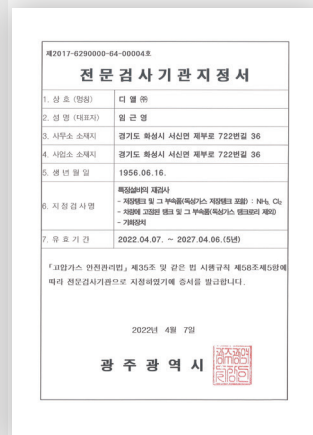 제2017-6290000-64-00004호
전문검사기관지정서
1. 상 호 (명칭) 디 엘 ㈜
2. 성 명 (대표자) 임 근 영
3. 사무소 소재지 경기도 화성시 서신면 제부로 722번길 36
4. 사업소 소재지 경기도 화성시 서신면 제부로 722번길 36
5. 생 년 월 일 1956.06.16.
6. 지 정 검 사 명 특정설비의 재검사
- 저장탱크 및 그 부속품(독성가스 저장탱크 포함) : NH₃, Cl₂
- 차량에 고정된 탱크 및 그 부속품(독성가스 탱크로리 제외)
- 기화장치
7. 유 효 기 간 2022.04.07. ~ 2027.04.06.(5년)
『고압가스 안전관리법』제35조 및 같은 법 시행규칙 제58조제5항에
따라 전문검사기관으로 지정하였기에 증서를 발급합니다.
2022년 4월 7일
광 주 광 역 시